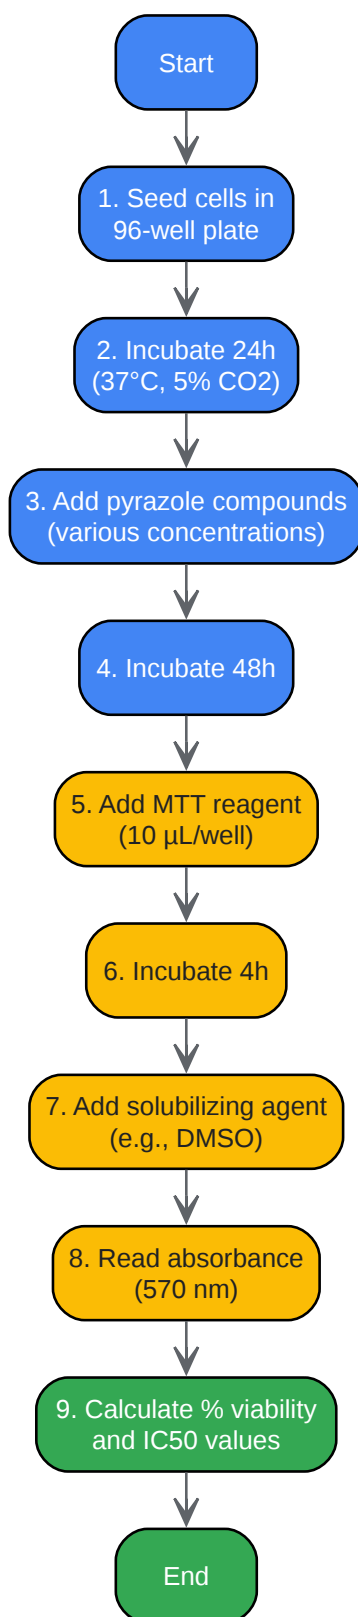 Start
1. Seed cells in
96-well plate
2. Incubate 24h
(37°C, 5% CO2)
3. Add pyrazole compounds
(various concentrations)
4. Incubate 48h
5. Add MTT reagent
(10 µL/well)
6. Incubate 4h
7. Add solubilizing agent
(e.g., DMSO)
8. Read absorbance
(570 nm)
9. Calculate % viability
and IC50 values
End